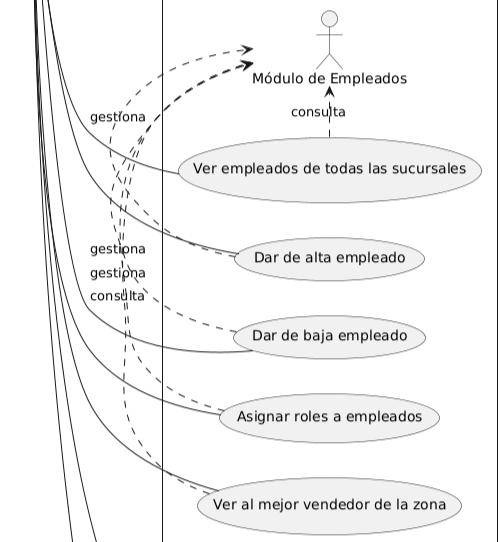 Módulo de Empleados
consulta
gestiona
Ver empleados de todas las sucursales
gestiona
Dar de alta empleado
gestiona
consulta
Dar de baja empleado
Asignar roles a empleados
Ver al mejor vendedor de la zona